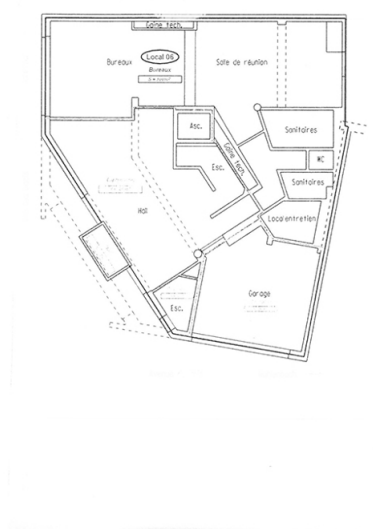 Gaine tech.
Local 06
Bureaux
Bureaux
Salle de réunion
Asc.
Sanitaires
Gaine tech.
Esc.
WC
Sanitaires
Hall
Local entretien
Garage
Esc.